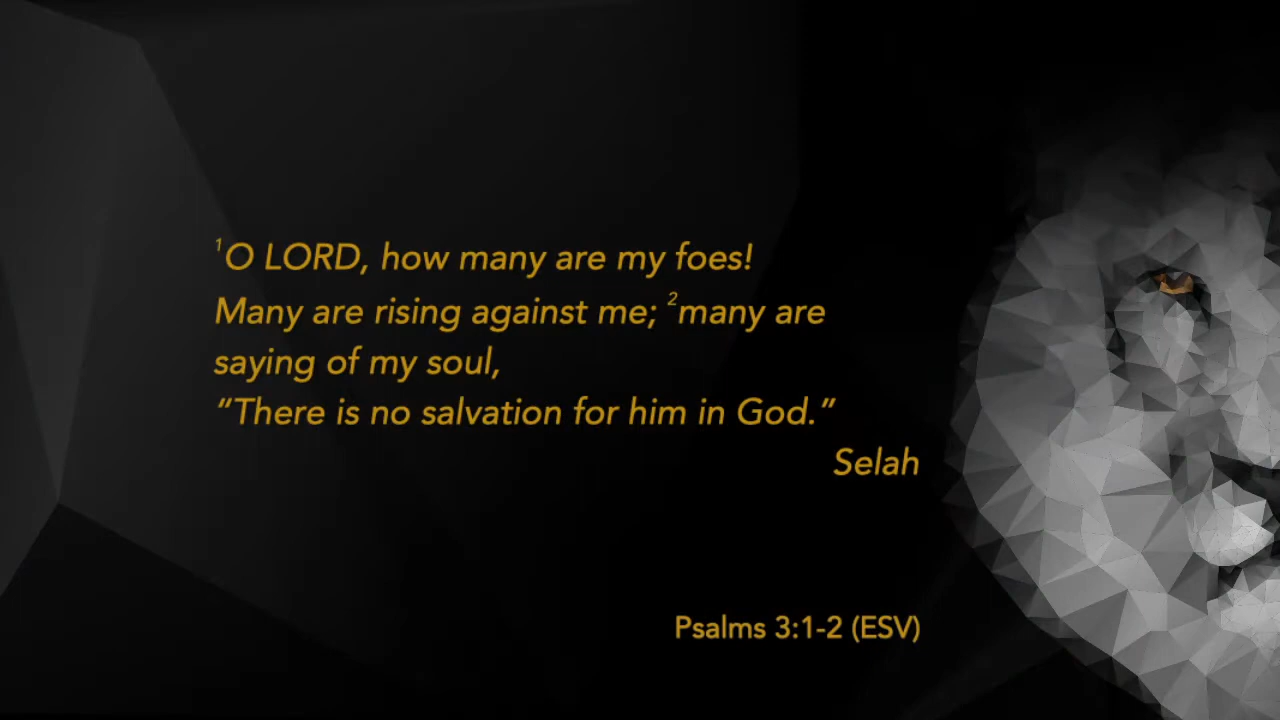 ¹O LORD, how many are my foes!
Many are rising against me; ²many are
saying of my soul,
“There is no salvation for him in God.”
Selah
Psalms 3:1-2 (ESV)